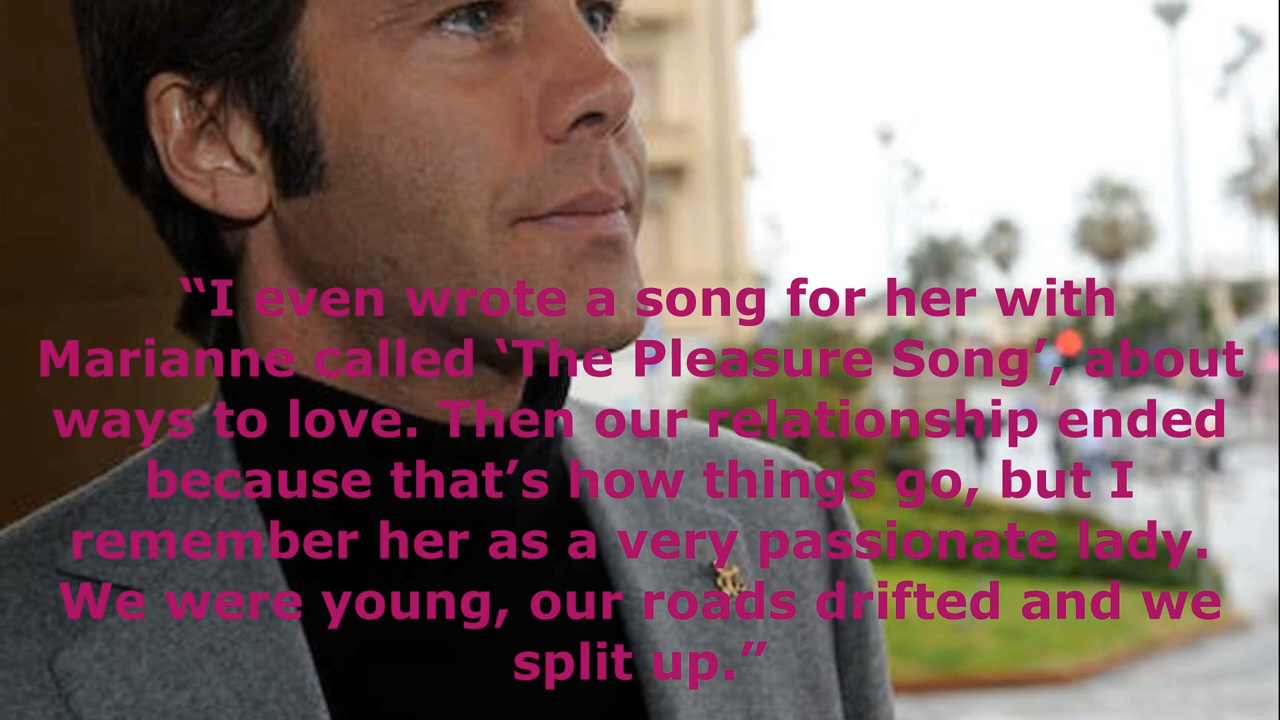 “I even wrote a song for her with
Marianne called ‘The Pleasure Song’, about
ways to love. Then our relationship ended
because that’s how things go, but I
remember her as a very passionate lady.
We were young, our roads drifted and we
split up.”